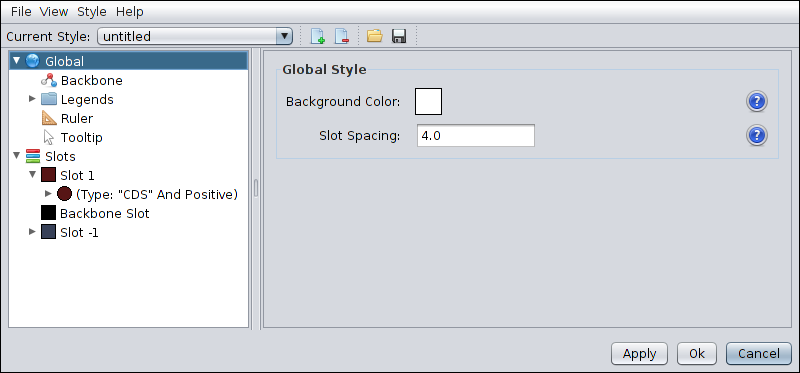 File View Style Help
Current Style: untitled
Global
Backbone
Legends
Ruler
Tooltip
Slots
Slot 1
(Type: "CDS" And Positive)
Backbone Slot
Slot -1
Global Style
Background Color: ?
Slot Spacing: 4.0 ?
Apply Ok Cancel